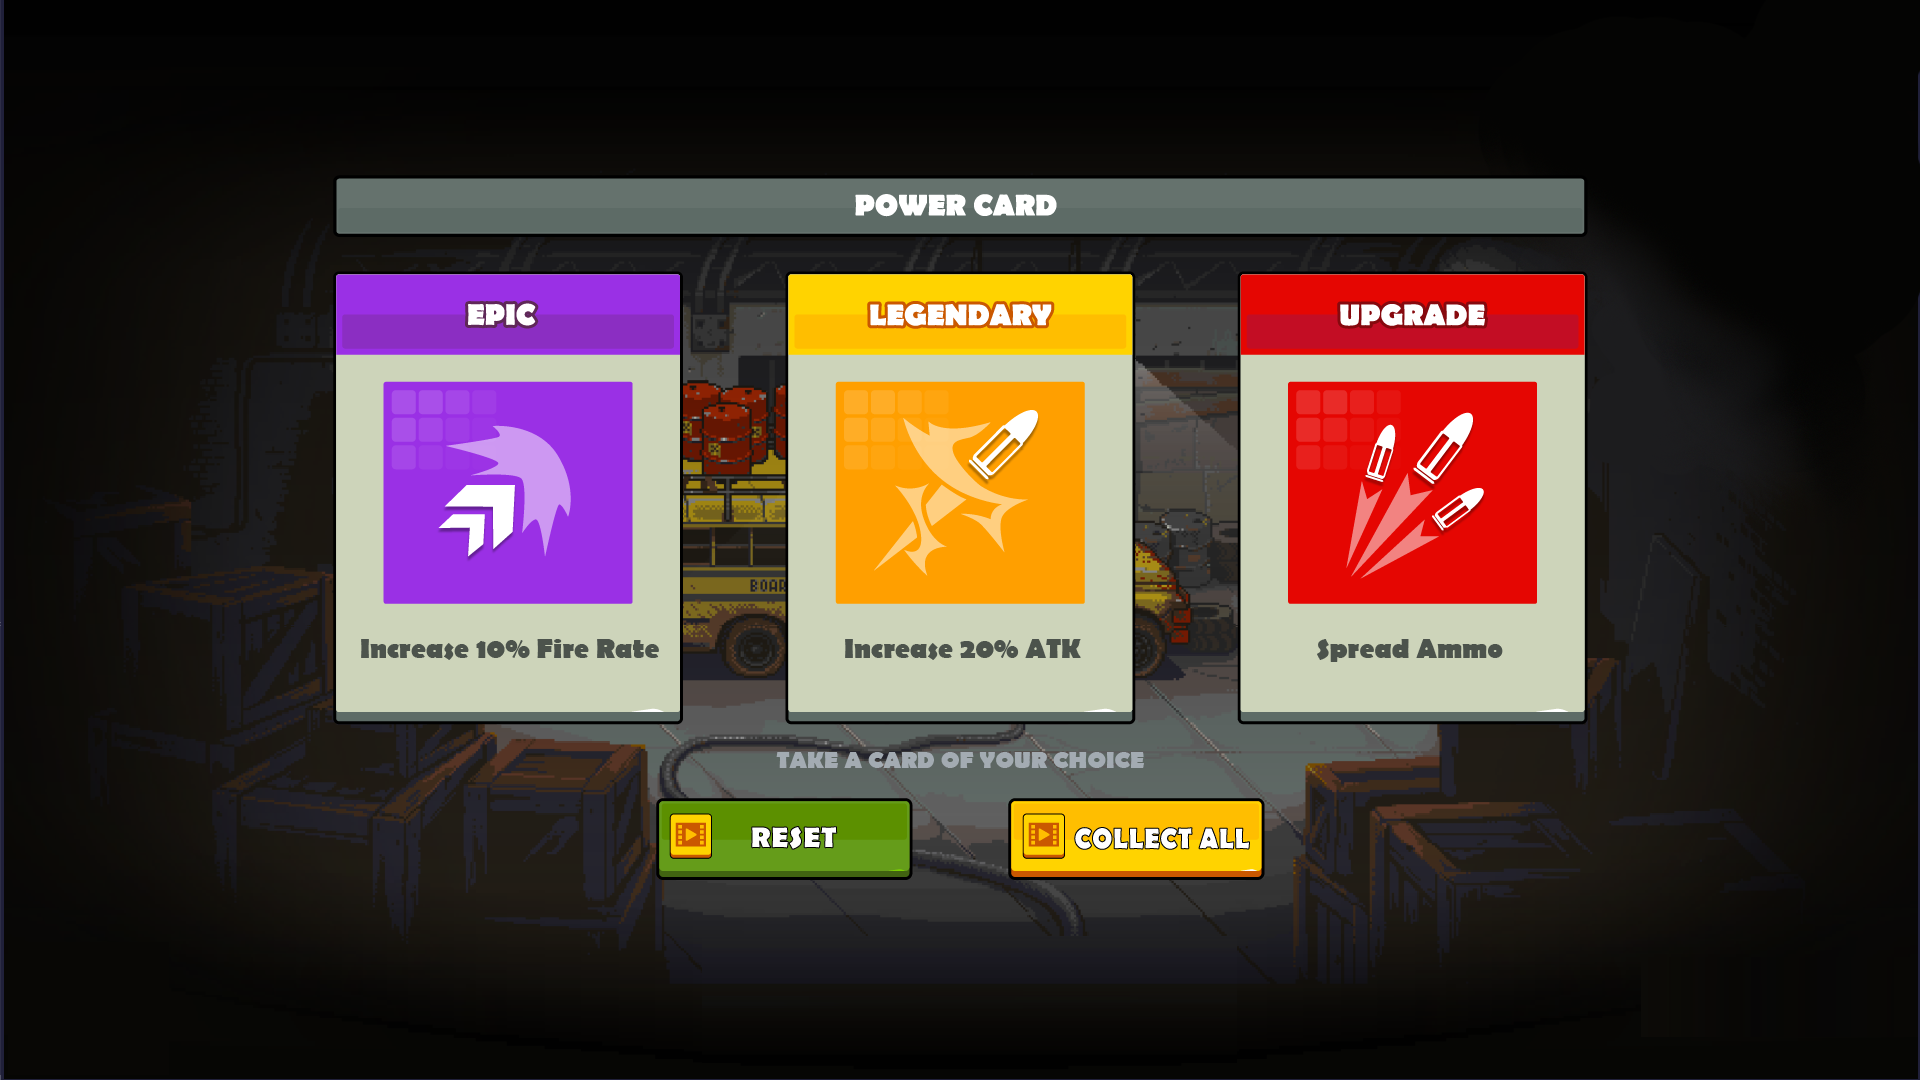 POWER CARD
EPIC
LEGENDARY
UPGRADE
BOAR
Increase 10% Fire Rate
Increase 20% ATK
Spread Ammo
TAKE A CARD OF YOUR CHOICE
RESET
COLLECT ALL